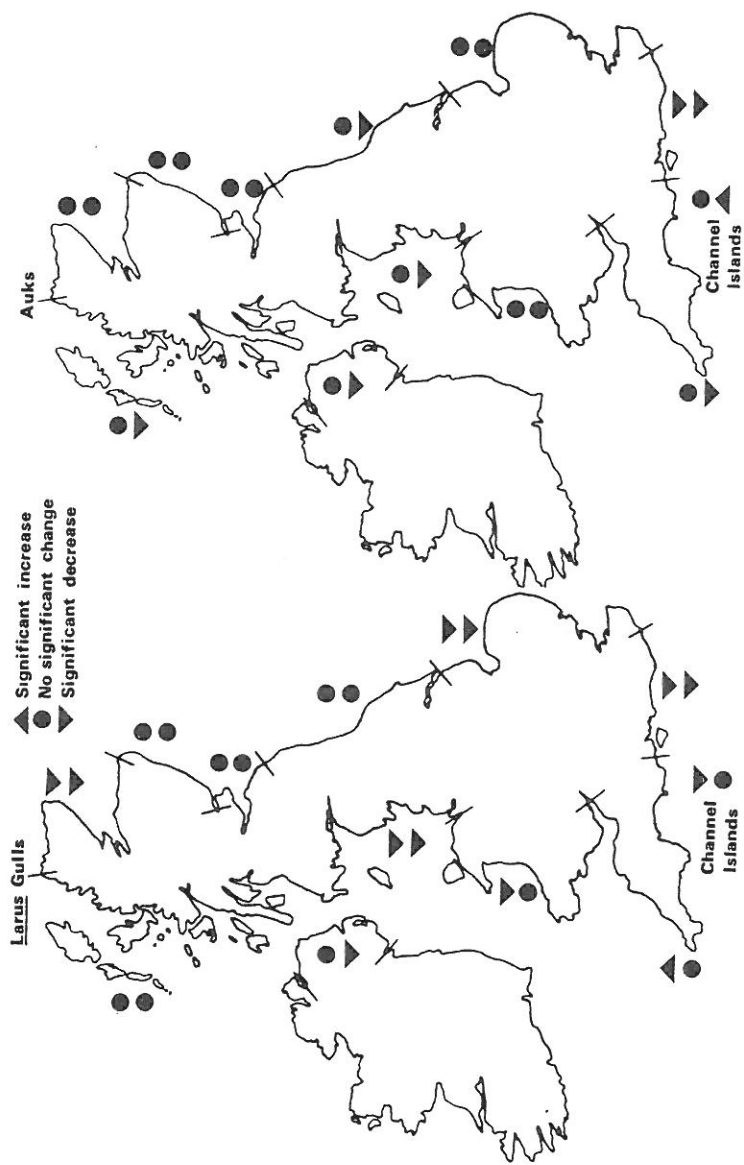 Larus Gulls
Significant increase
No significant change
Significant decrease
Auks
Channel
Islands
Channel
Islands